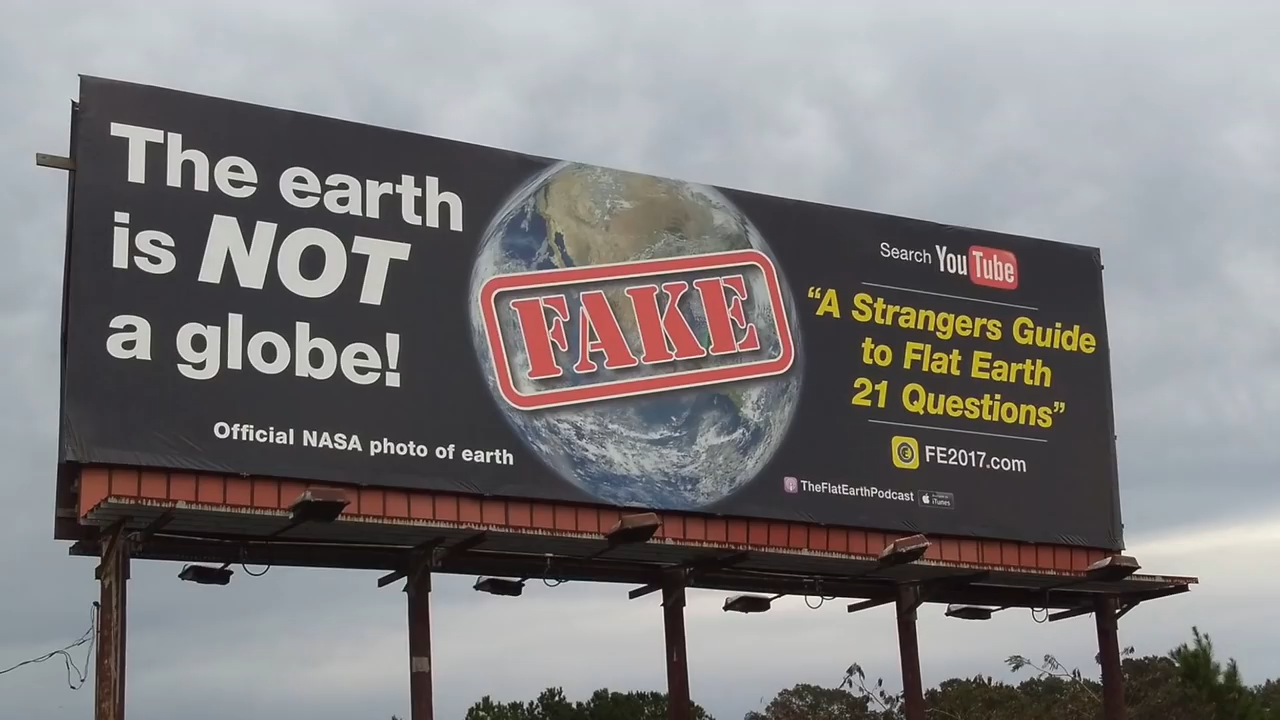 The earth
is NOT
a globe!
Official NASA photo of earth
FAKE
Search YouTube
“A Strangers Guide
to Flat Earth
21 Questions”
FE2017.com
TheFlatEarthPodcast
iTunes